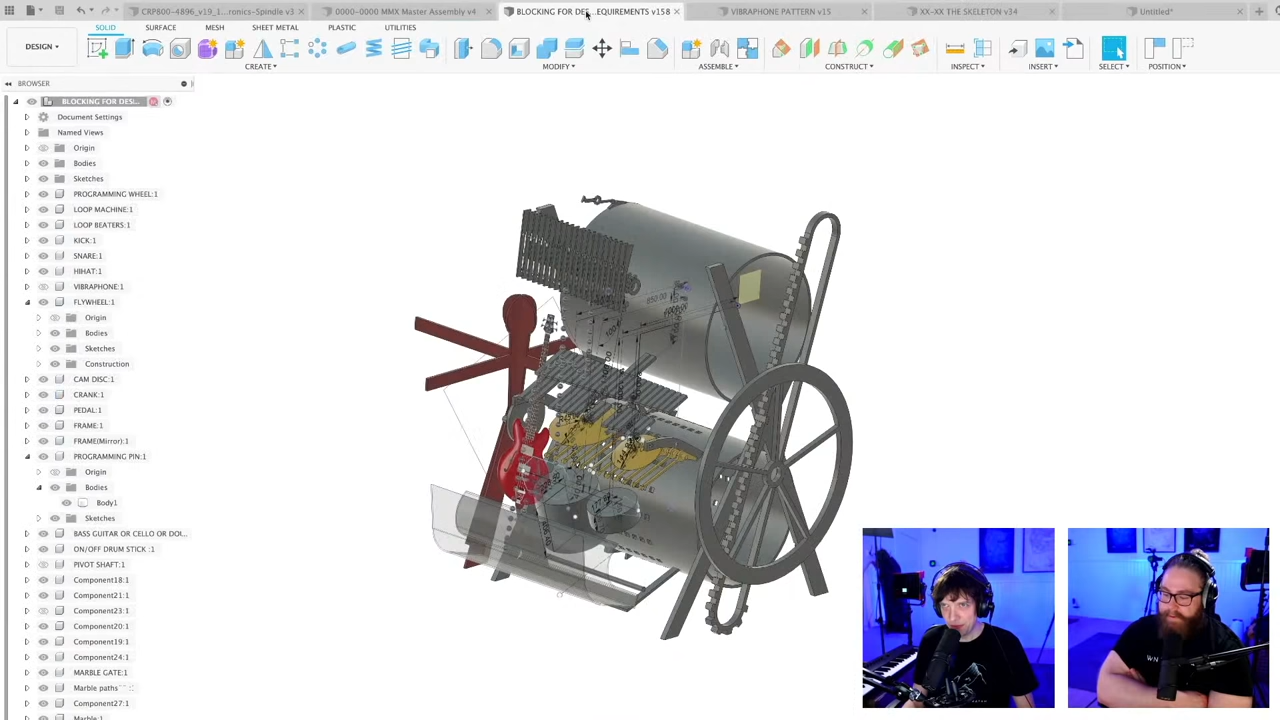 CRP800-4896_v19_1...ronics-Spindle v3
0000-0000 MMX Master Assembly v4
BLOCKING FOR DES...EQUIREMENTS v158
VIBRAPHONE PATTERN v15
XX-XX THE SKELETON v34
Untitled*
SOLID
SURFACE
MESH
SHEET METAL
PLASTIC
UTILITIES
DESIGN
CREATE
MODIFY
ASSEMBLE
CONSTRUCT
INSPECT
INSERT
SELECT
POSITION
BROWSER
BLOCKING FOR DES...
Document Settings
Named Views
Origin
Bodies
Sketches
PROGRAMMING WHEEL:1
LOOP MACHINE:1
LOOP BEATERS:1
KICK:1
SNARE:1
HIHAT:1
VIBRAPHONE:1
FLYWHEEL:1
Origin
Bodies
Sketches
Construction
CAM DISC:1
CRANK:1
PEDAL:1
FRAME:1
FRAME(Mirror):1
PROGRAMMING PIN:1
Origin
Bodies
Body1
Sketches
BASS GUITAR OR CELLO OR DOU...
ON/OFF DRUM STICK :1
PIVOT SHAFT:1
Component18:1
Component21:1
Component23:1
Component20:1
Component19:1
Component24:1
MARBLE GATE:1
Marble paths
Component27:1
Marble:1
850.00